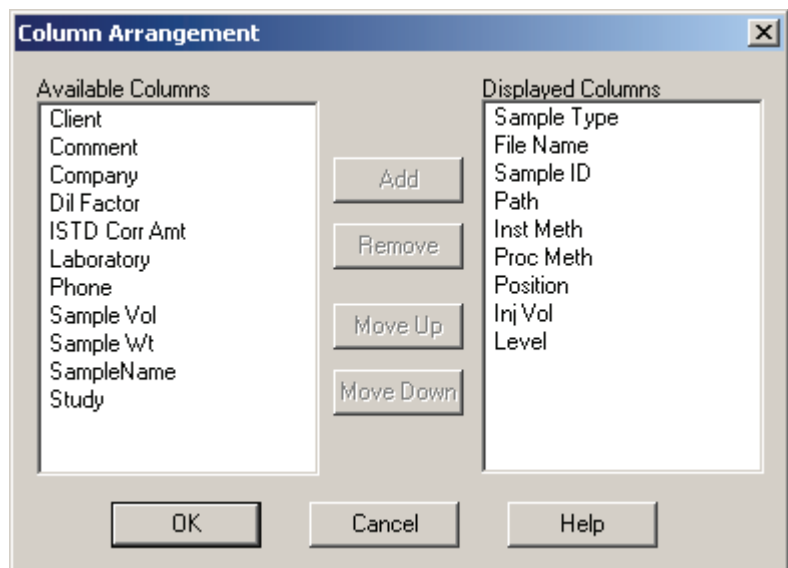 Column Arrangement
Available Columns
Client
Comment
Company
Dil Factor
ISTD Corr Amt
Laboratory
Phone
Sample Vol
Sample Wt
SampleName
Study
Add
Remove
Move Up
Move Down
Displayed Columns
Sample Type
File Name
Sample ID
Path
Inst Meth
Proc Meth
Position
Inj Vol
Level
OK
Cancel
Help